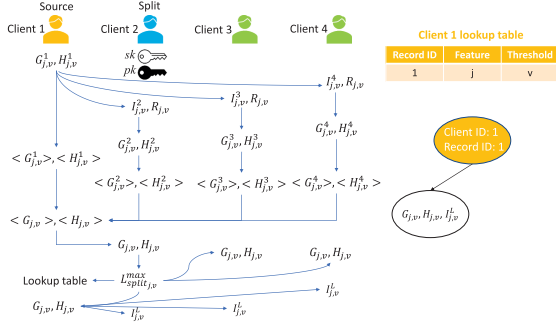 Source
Split
Client 1
Client 2
Client 3
Client 4
sk
pk
G^1_{j,v}, H^1_{j,v}
I^2_{j,v}, R_{j,v}
I^3_{j,v}, R_{j,v}
I^4_{j,v}, R_{j,v}
G^2_{j,v}, H^2_{j,v}
G^3_{j,v}, H^3_{j,v}
G^4_{j,v}, H^4_{j,v}
< G^1_{j,v} >, < H^1_{j,v} >
< G^2_{j,v} >, < H^2_{j,v} >
< G^3_{j,v} >, < H^3_{j,v} >
< G^4_{j,v} >, < H^4_{j,v} >
< G_{j,v} >, < H_{j,v} >
G_{j,v}, H_{j,v}
G_{j,v}, H_{j,v}
G_{j,v}, H_{j,v}
Lookup table
L^{max}_{split_{j,v}}
G_{j,v}, H_{j,v}
I^L_{j,v}
I^L_{j,v}
I^L_{j,v}
Client 1 lookup table
Record ID Feature Threshold
1 j v
Client ID: 1
Record ID: 1
G_{j,v}, H_{j,v}, I^L_{j,v}